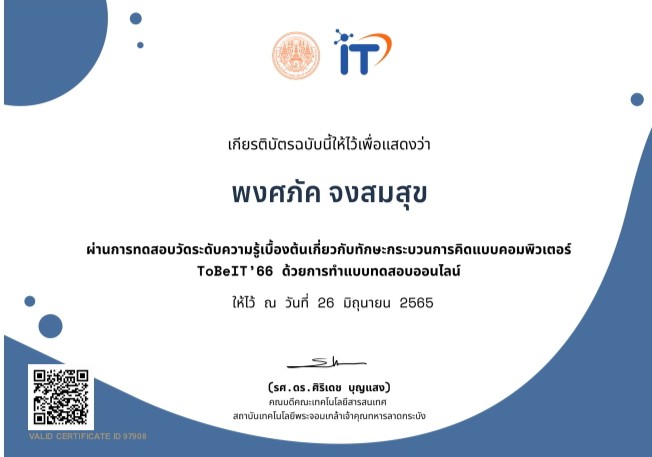 IT
เกียรติบัตรฉบับนี้ให้ไว้เพื่อแสดงว่า
พงศภัค จงสมสุข
ผ่านการทดสอบวัดระดับความรู้เบื้องต้นเกี่ยวกับทักษะกระบวนการคิดแบบคอมพิวเตอร์
ToBeIT'66 ด้วยการทำแบบทดสอบออนไลน์
ให้ไว้ ณ วันที่ 26 มิถุนายน 2565
(รศ.ดร.ศิริเดช บุญแสง)
คณบดีคณะเทคโนโลยีสารสนเทศ
สถาบันเทคโนโลยีพระจอมเกล้าเจ้าคุณทหารลาดกระบัง
VALID CERTIFICATE ID 97908